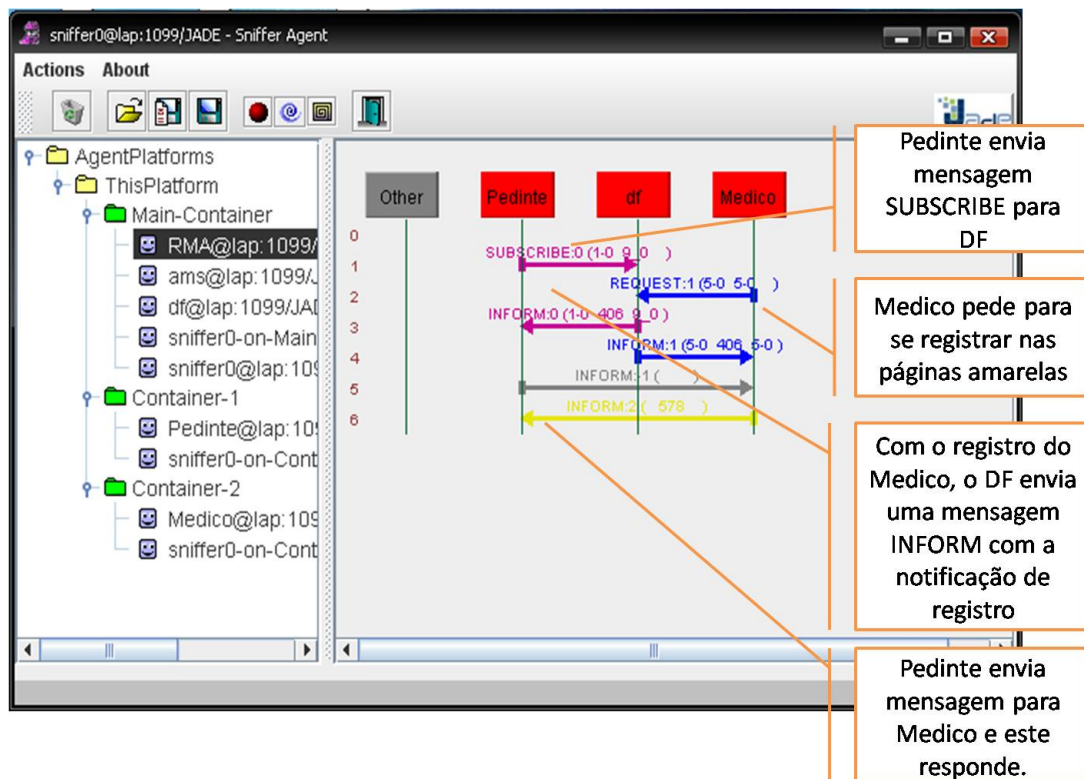 sniffer0@lap:1099/JADE - Sniffer Agent
Actions About
AgentPlatforms
ThisPlatform
Main-Container
RMA@lap:1099/
ams@lap:1099/J
df@lap:1099/JAI
sniffer0-on-Main
sniffer0@lap:109
Container-1
Pedinte@lap:10
sniffer0-on-Cont
Container-2
Medico@lap:109
sniffer0-on-Cont
Other Pedinte df Medico
0
SUBSCRIBE:0 (1-0 9_0 )
1
REQUEST:1 (5-0 5-0 )
2
INFORM:0 (1-0 406 9_0 )
3
INFORM:1 (5-0 406 5-0 )
4
INFORM:-1 ( )
5
INFORM:2 ( 578 )
6
Jade
Pedinte envia
mensagem
SUBSCRIBE para
DF
Medico pede para
se registrar nas
páginas amarelas
Com o registro do
Medico, o DF envia
uma mensagem
INFORM com a
notificação de
registro
Pedinte envia
mensagem para
Medico e este
responde.